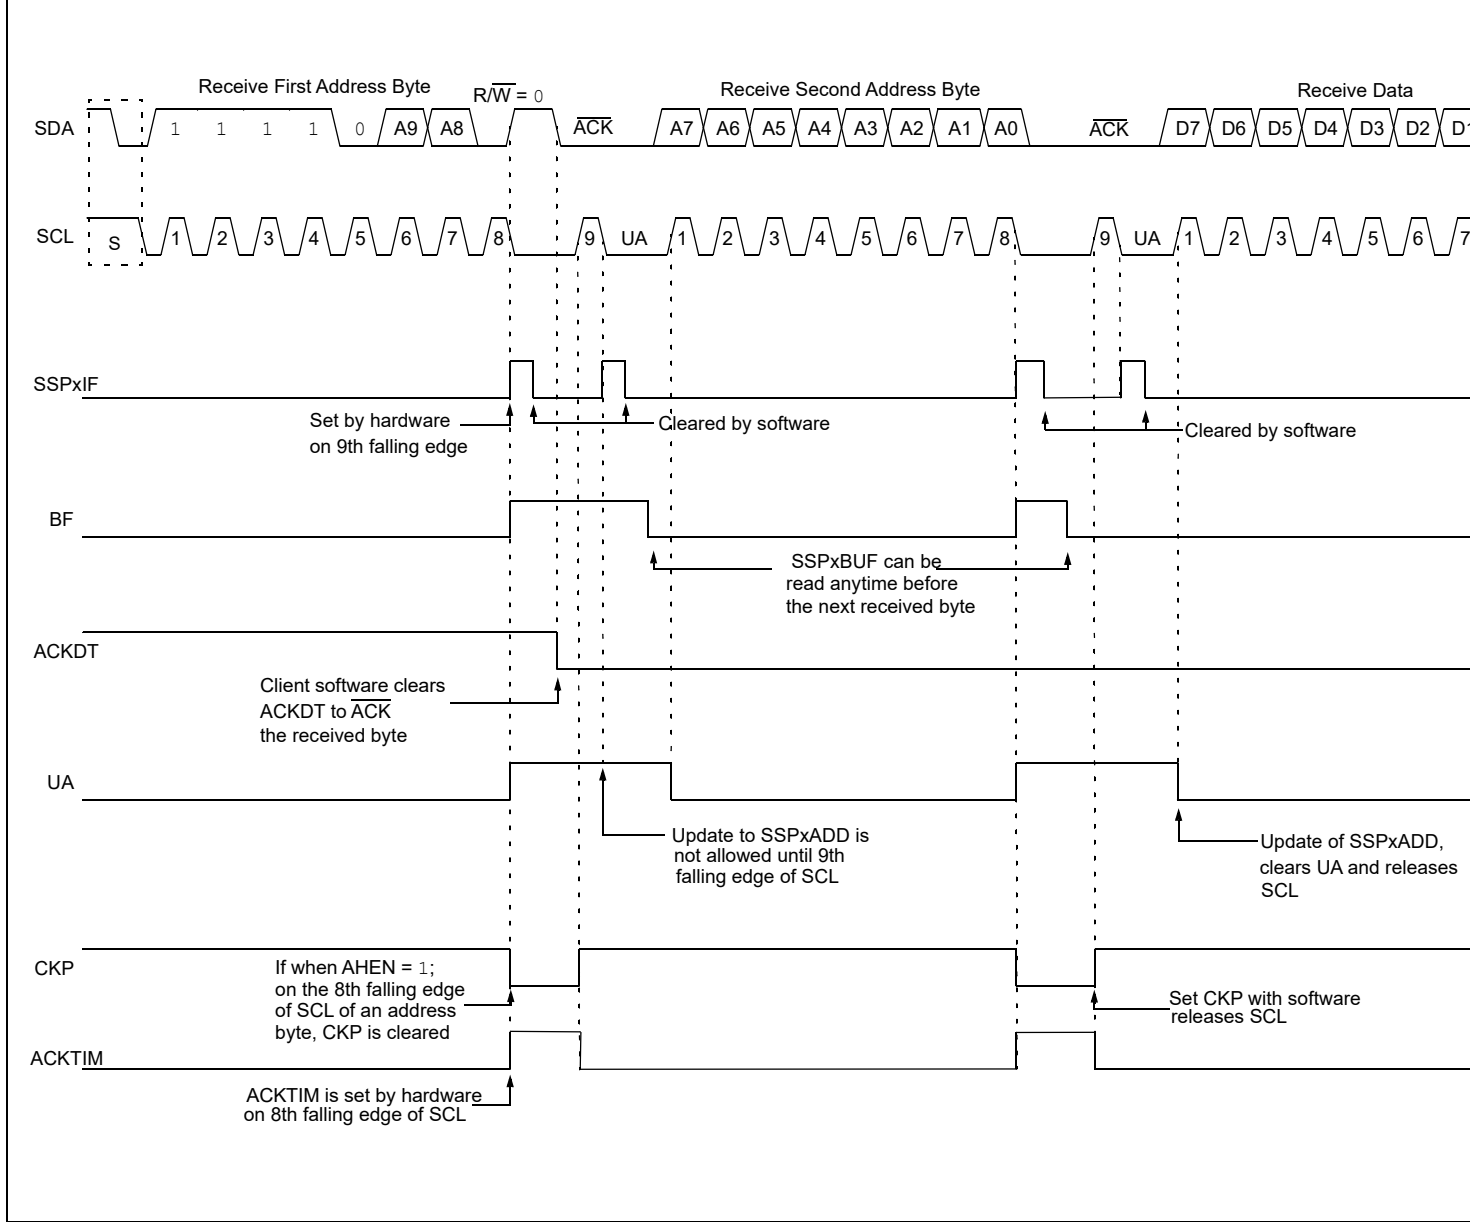 Receive First Address Byte
R/W = 0
Receive Second Address Byte
Receive Data
SDA
1 1 1 1 0 A9 A8
ACK
A7 A6 A5 A4 A3 A2 A1 A0
ACK
D7 D6 D5 D4 D3 D2 D1
SCL
S
1 2 3 4 5 6 7 8
9 UA
1 2 3 4 5 6 7 8
9 UA
1 2 3 4 5 6 7
SSPxIF
Set by hardware
on 9th falling edge
Cleared by software
Cleared by software
BF
SSPxBUF can be
read anytime before
the next received byte
ACKDT
Client software clears
ACKDT to ACK
the received byte
UA
Update to SSPxADD is
not allowed until 9th
falling edge of SCL
Update of SSPxADD,
clears UA and releases
SCL
CKP
If when AHEN = 1;
on the 8th falling edge
of SCL of an address
byte, CKP is cleared
Set CKP with software
releases SCL
ACKTIM
ACKTIM is set by hardware
on 8th falling edge of SCL